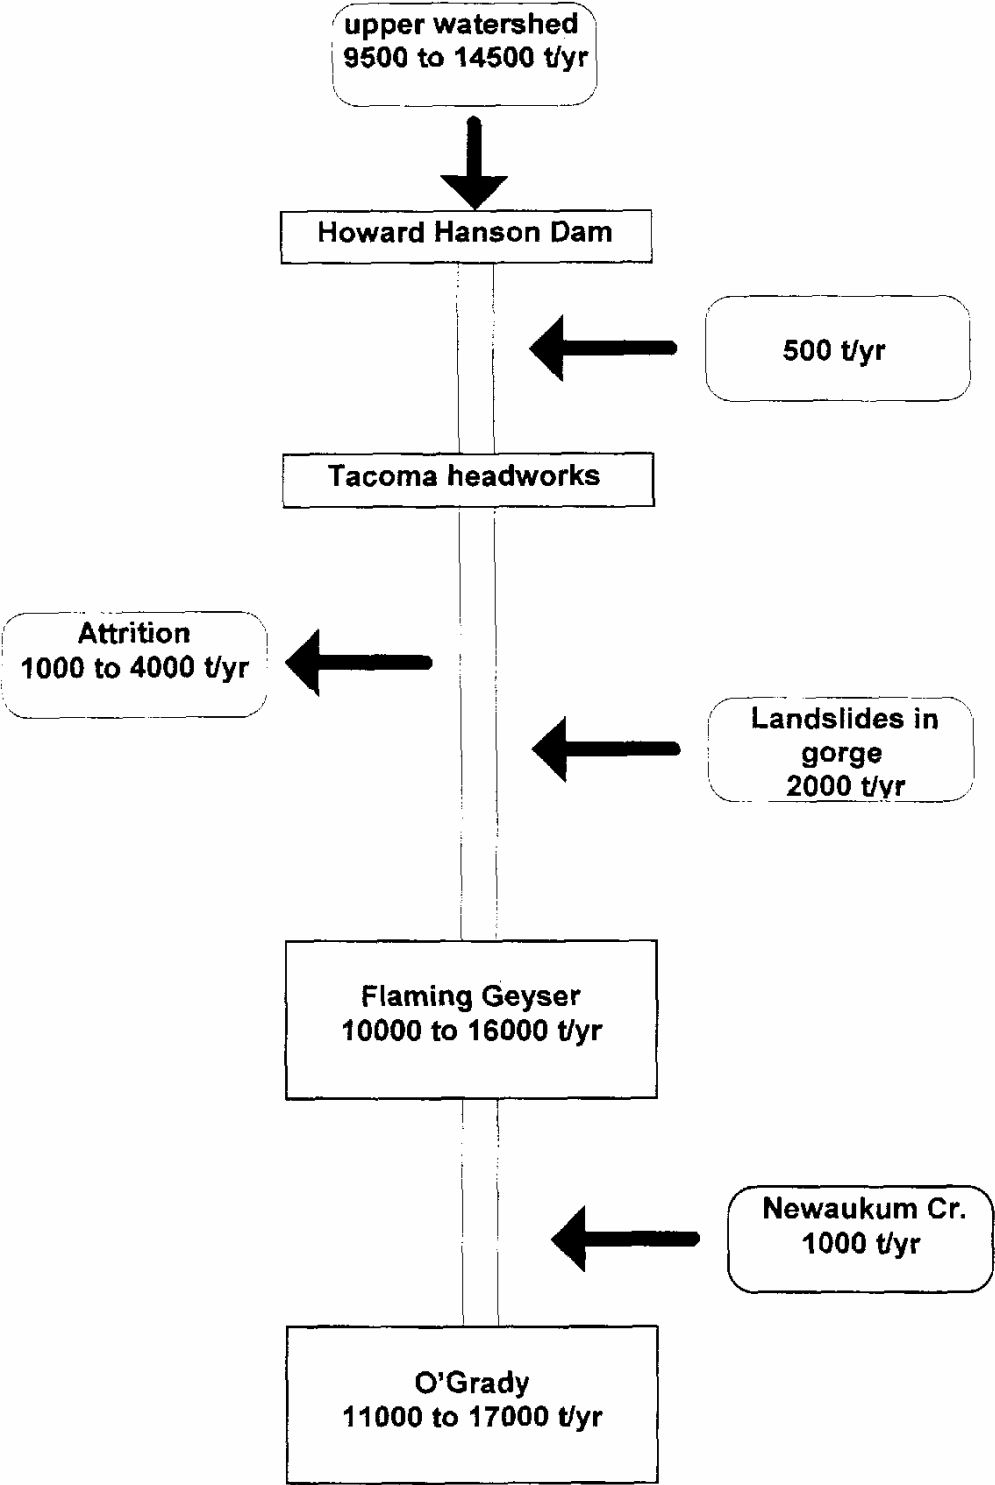 upper watershed
9500 to 14500 t/yr
Howard Hanson Dam
500 t/yr
Tacoma headworks
Attrition
1000 to 4000 t/yr
Landslides in
gorge
2000 t/yr
Flaming Geyser
10000 to 16000 t/yr
Newaukum Cr.
1000 t/yr
O'Grady
11000 to 17000 t/yr